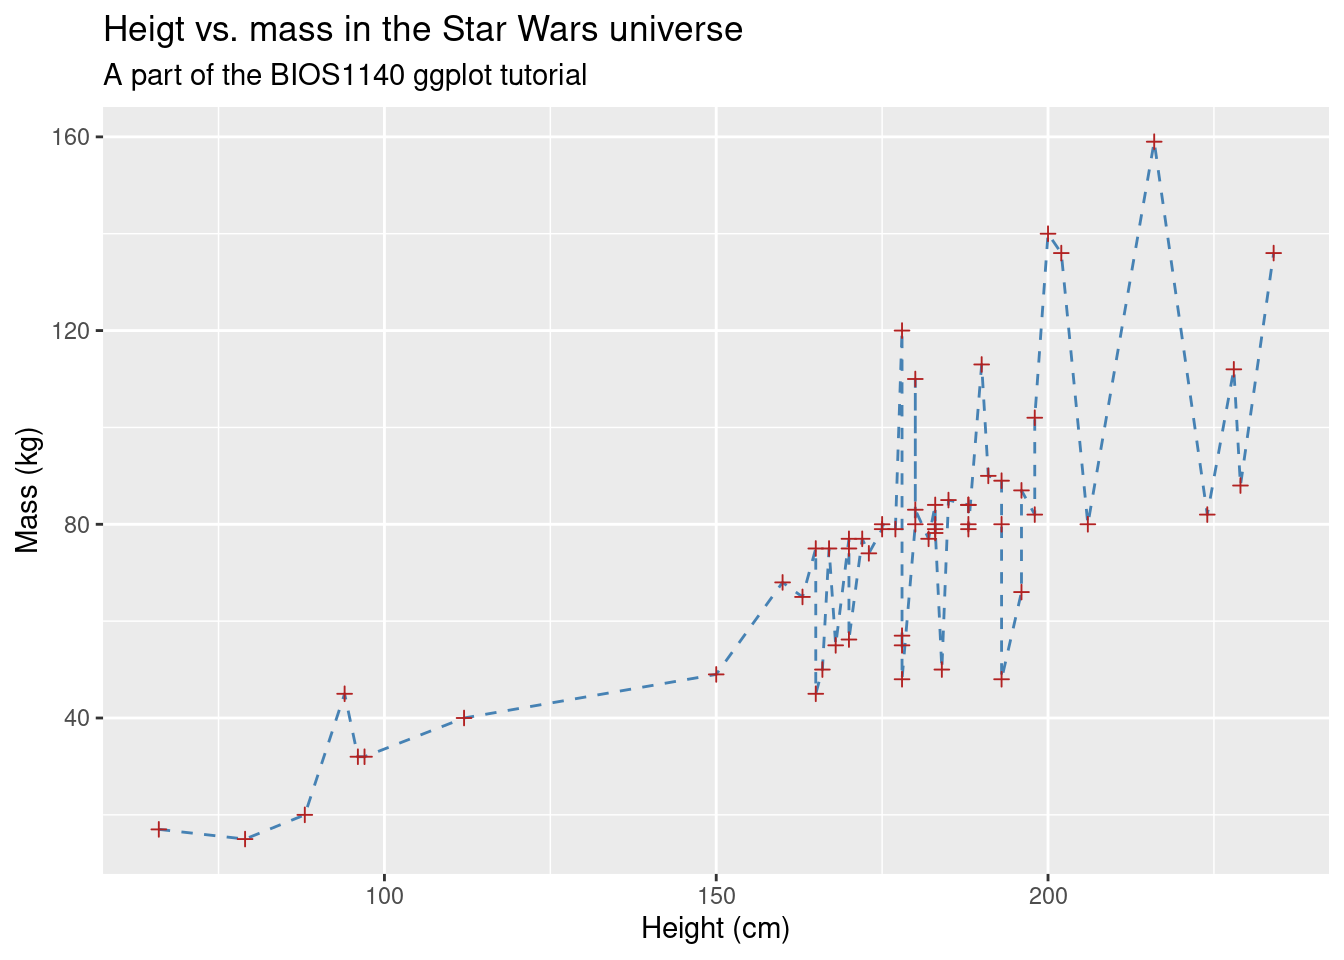 Heigt vs. mass in the Star Wars universe
A part of the BIOS1140 ggplot tutorial
160
120
80
40
Mass (kg)
100 150 200
Height (cm)